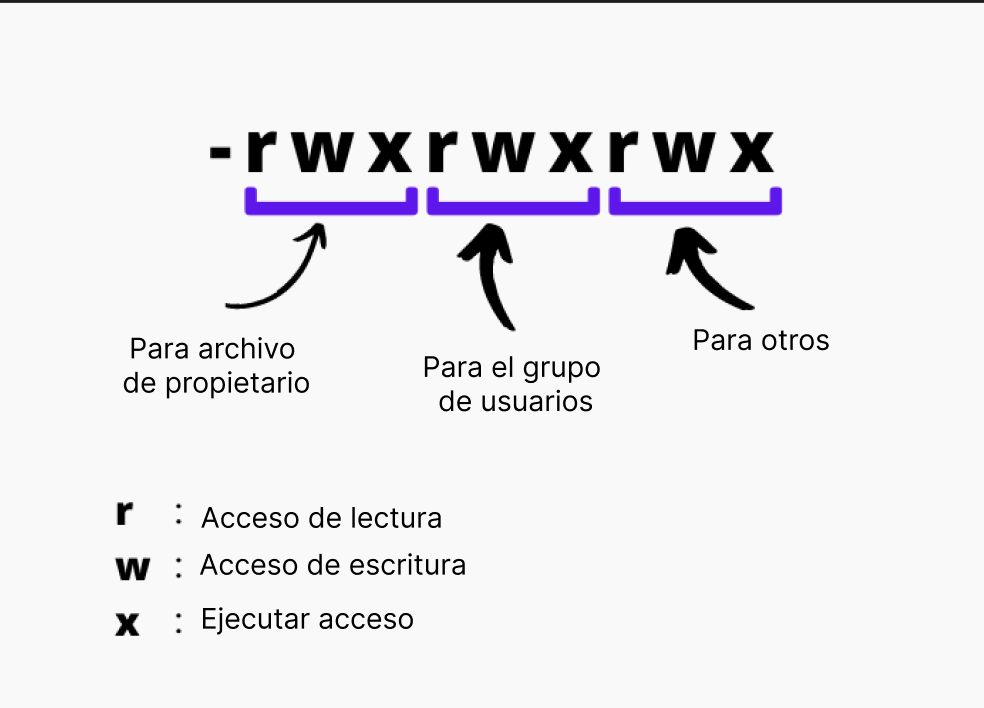 -rwxrwxrwx
Para archivo
de propietario
Para el grupo
de usuarios
Para otros
r : Acceso de lectura
w : Acceso de escritura
x : Ejecutar acceso